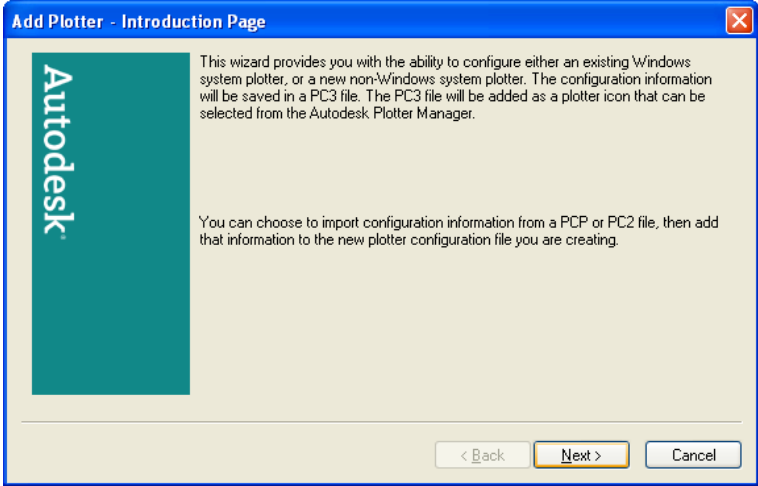 Add Plotter - Introduction Page
Autodesk
This wizard provides you with the ability to configure either an existing Windows
system plotter, or a new non-Windows system plotter. The configuration information
will be saved in a PC3 file. The PC3 file will be added as a plotter icon that can be
selected from the Autodesk Plotter Manager.
You can choose to import configuration information from a PCP or PC2 file, then add
that information to the new plotter configuration file you are creating.
< Back
Next >
Cancel